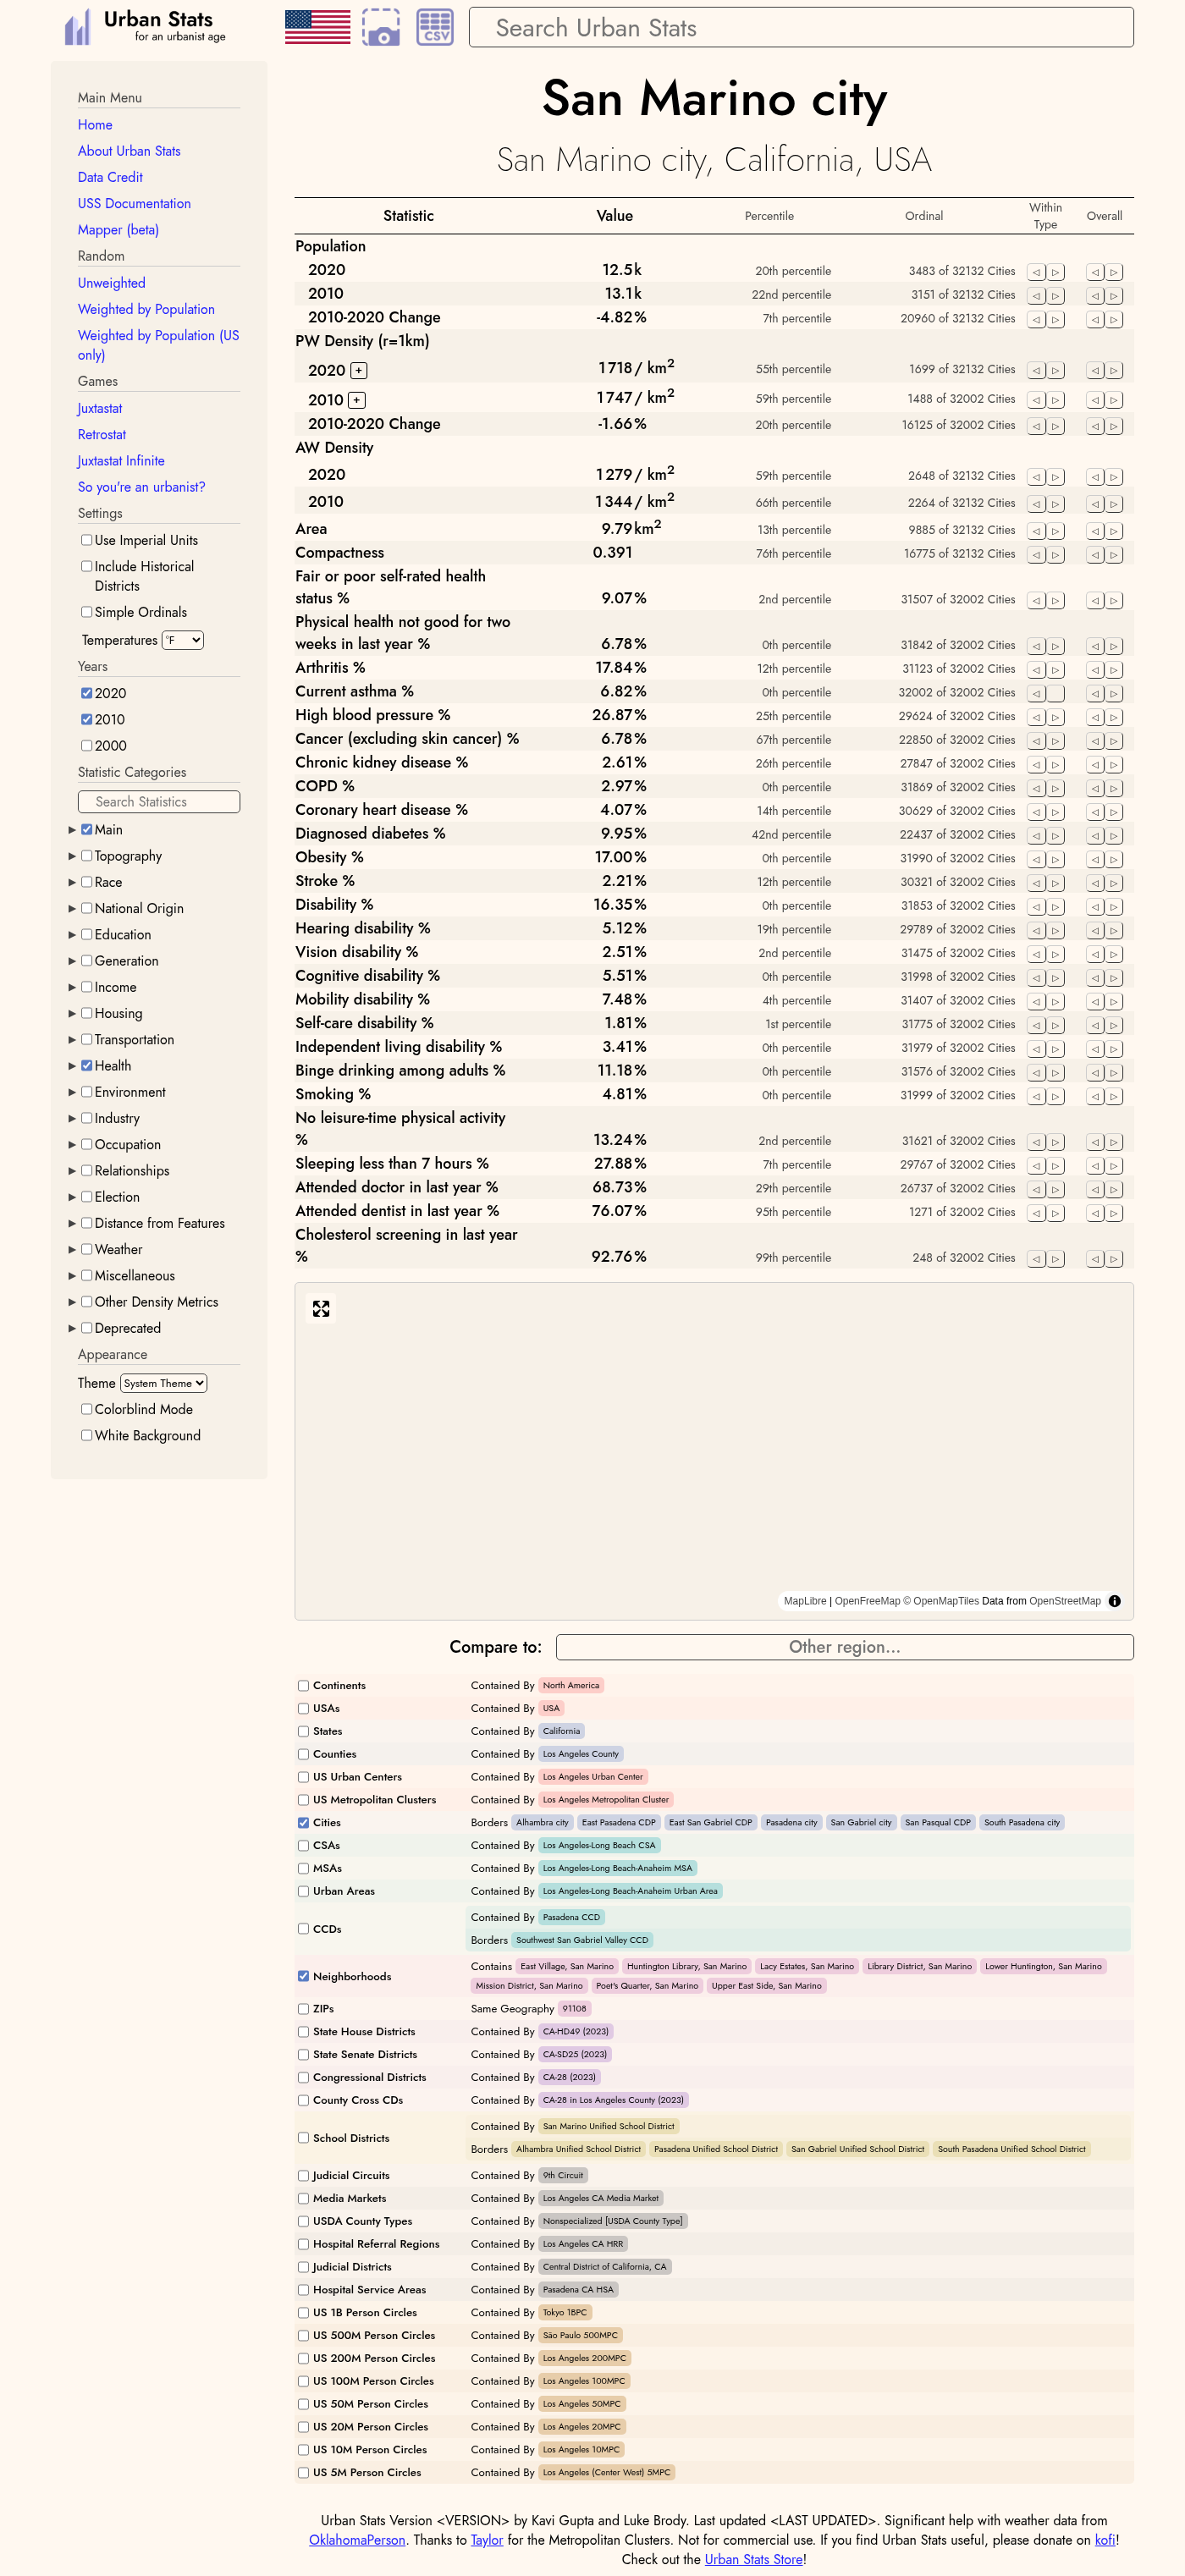 Urban Stats
for an urbanist age
CSV
Search Urban Stats
Main Menu
Home
About Urban Stats
Data Credit
USS Documentation
Mapper (beta)
Random
Unweighted
Weighted by Population
Weighted by Population (US
only)
Games
Juxtastat
Retrostat
Juxtastat Infinite
So you're an urbanist?
Settings
Use Imperial Units
Include Historical
Districts
Simple Ordinals
Temperatures °F
Years
2020
2010
2000
Statistic Categories
Search Statistics
Main
Topography
Race
National Origin
Education
Generation
Income
Housing
Transportation
Health
Environment
Industry
Occupation
Relationships
Election
Distance from Features
Weather
Miscellaneous
Other Density Metrics
Deprecated
Appearance
Theme System Theme
Colorblind Mode
White Background
San Marino city
San Marino city, California, USA
Statistic Value Percentile Ordinal Within Type Overall
Population
2020 12.5k 20th percentile 3483 of 32132 Cities
2010 13.1k 22nd percentile 3151 of 32132 Cities
2010-2020 Change -4.82% 7th percentile 20960 of 32132 Cities
PW Density (r=1km)
2020 + 1 718 / km2 55th percentile 1699 of 32132 Cities
2010 + 1 747 / km2 59th percentile 1488 of 32002 Cities
2010-2020 Change -1.66% 20th percentile 16125 of 32002 Cities
AW Density
2020 1 279 / km2 59th percentile 2648 of 32132 Cities
2010 1 344 / km2 66th percentile 2264 of 32132 Cities
Area 9.79 km2 13th percentile 9885 of 32132 Cities
Compactness 0.391 76th percentile 16775 of 32132 Cities
Fair or poor self-rated health
status % 9.07% 2nd percentile 31507 of 32002 Cities
Physical health not good for two
weeks in last year % 6.78% 0th percentile 31842 of 32002 Cities
Arthritis % 17.84% 12th percentile 31123 of 32002 Cities
Current asthma % 6.82% 0th percentile 32002 of 32002 Cities
High blood pressure % 26.87% 25th percentile 29624 of 32002 Cities
Cancer (excluding skin cancer) % 6.78% 67th percentile 22850 of 32002 Cities
Chronic kidney disease % 2.61% 26th percentile 27847 of 32002 Cities
COPD % 2.97% 0th percentile 31869 of 32002 Cities
Coronary heart disease % 4.07% 14th percentile 30629 of 32002 Cities
Diagnosed diabetes % 9.95% 42nd percentile 22437 of 32002 Cities
Obesity % 17.00% 0th percentile 31990 of 32002 Cities
Stroke % 2.21% 12th percentile 30321 of 32002 Cities
Disability % 16.35% 0th percentile 31853 of 32002 Cities
Hearing disability % 5.12% 19th percentile 29789 of 32002 Cities
Vision disability % 2.51% 2nd percentile 31475 of 32002 Cities
Cognitive disability % 5.51% 0th percentile 31998 of 32002 Cities
Mobility disability % 7.48% 4th percentile 31407 of 32002 Cities
Self-care disability % 1.81% 1st percentile 31775 of 32002 Cities
Independent living disability % 3.41% 0th percentile 31979 of 32002 Cities
Binge drinking among adults % 11.18% 0th percentile 31576 of 32002 Cities
Smoking % 4.81% 0th percentile 31999 of 32002 Cities
No leisure-time physical activity
% 13.24% 2nd percentile 31621 of 32002 Cities
Sleeping less than 7 hours % 27.88% 7th percentile 29767 of 32002 Cities
Attended doctor in last year % 68.73% 29th percentile 26737 of 32002 Cities
Attended dentist in last year % 76.07% 95th percentile 1271 of 32002 Cities
Cholesterol screening in last year
% 92.76% 99th percentile 248 of 32002 Cities
MapLibre | OpenFreeMap © OpenMapTiles Data from OpenStreetMap
Compare to: Other region...
Continents Contained By North America
USAs Contained By USA
States Contained By California
Counties Contained By Los Angeles County
US Urban Centers Contained By Los Angeles Urban Center
US Metropolitan Clusters Contained By Los Angeles Metropolitan Cluster
Cities Borders Alhambra city East Pasadena CDP East San Gabriel CDP Pasadena city San Gabriel city San Pasqual CDP South Pasadena city
CSAs Contained By Los Angeles-Long Beach CSA
MSAs Contained By Los Angeles-Long Beach-Anaheim MSA
Urban Areas Contained By Los Angeles-Long Beach-Anaheim Urban Area
CCDs Contained By Pasadena CCD
Borders Southwest San Gabriel Valley CCD
Neighborhoods Contains East Village, San Marino Huntington Library, San Marino Lacy Estates, San Marino Library District, San Marino Lower Huntington, San Marino
Mission District, San Marino Poet's Quarter, San Marino Upper East Side, San Marino
ZIPs Same Geography 91108
State House Districts Contained By CA-HD49 (2023)
State Senate Districts Contained By CA-SD25 (2023)
Congressional Districts Contained By CA-28 (2023)
County Cross CDs Contained By CA-28 in Los Angeles County (2023)
School Districts Contained By San Marino Unified School District
Borders Alhambra Unified School District Pasadena Unified School District San Gabriel Unified School District South Pasadena Unified School District
Judicial Circuits Contained By 9th Circuit
Media Markets Contained By Los Angeles CA Media Market
USDA County Types Contained By Nonspecialized [USDA County Type]
Hospital Referral Regions Contained By Los Angeles CA HRR
Judicial Districts Contained By Central District of California, CA
Hospital Service Areas Contained By Pasadena CA HSA
US 1B Person Circles Contained By Tokyo 1BPC
US 500M Person Circles Contained By São Paulo 500MPC
US 200M Person Circles Contained By Los Angeles 200MPC
US 100M Person Circles Contained By Los Angeles 100MPC
US 50M Person Circles Contained By Los Angeles 50MPC
US 20M Person Circles Contained By Los Angeles 20MPC
US 10M Person Circles Contained By Los Angeles 10MPC
US 5M Person Circles Contained By Los Angeles (Center West) 5MPC
Urban Stats Version <VERSION> by Kavi Gupta and Luke Brody. Last updated <LAST UPDATED>. Significant help with weather data from
OklahomaPerson. Thanks to Taylor for the Metropolitan Clusters. Not for commercial use. If you find Urban Stats useful, please donate on kofi!
Check out the Urban Stats Store!